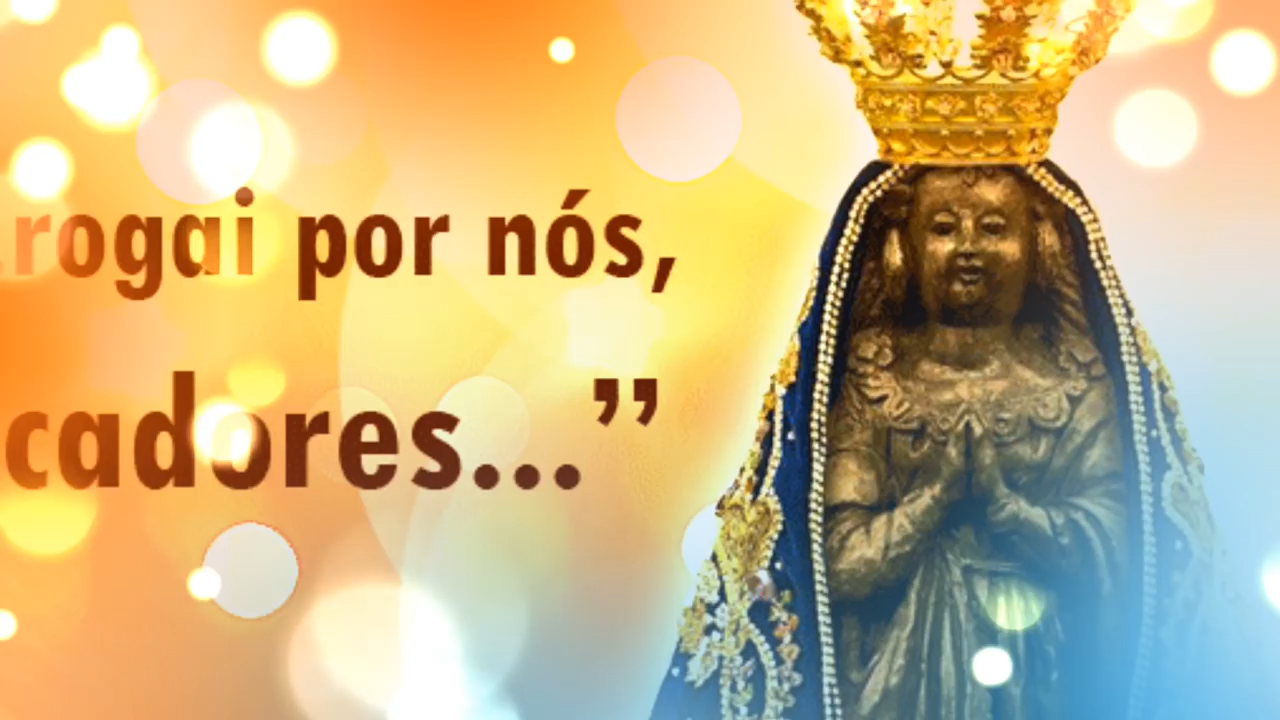 rogai por nós,
cadores...”